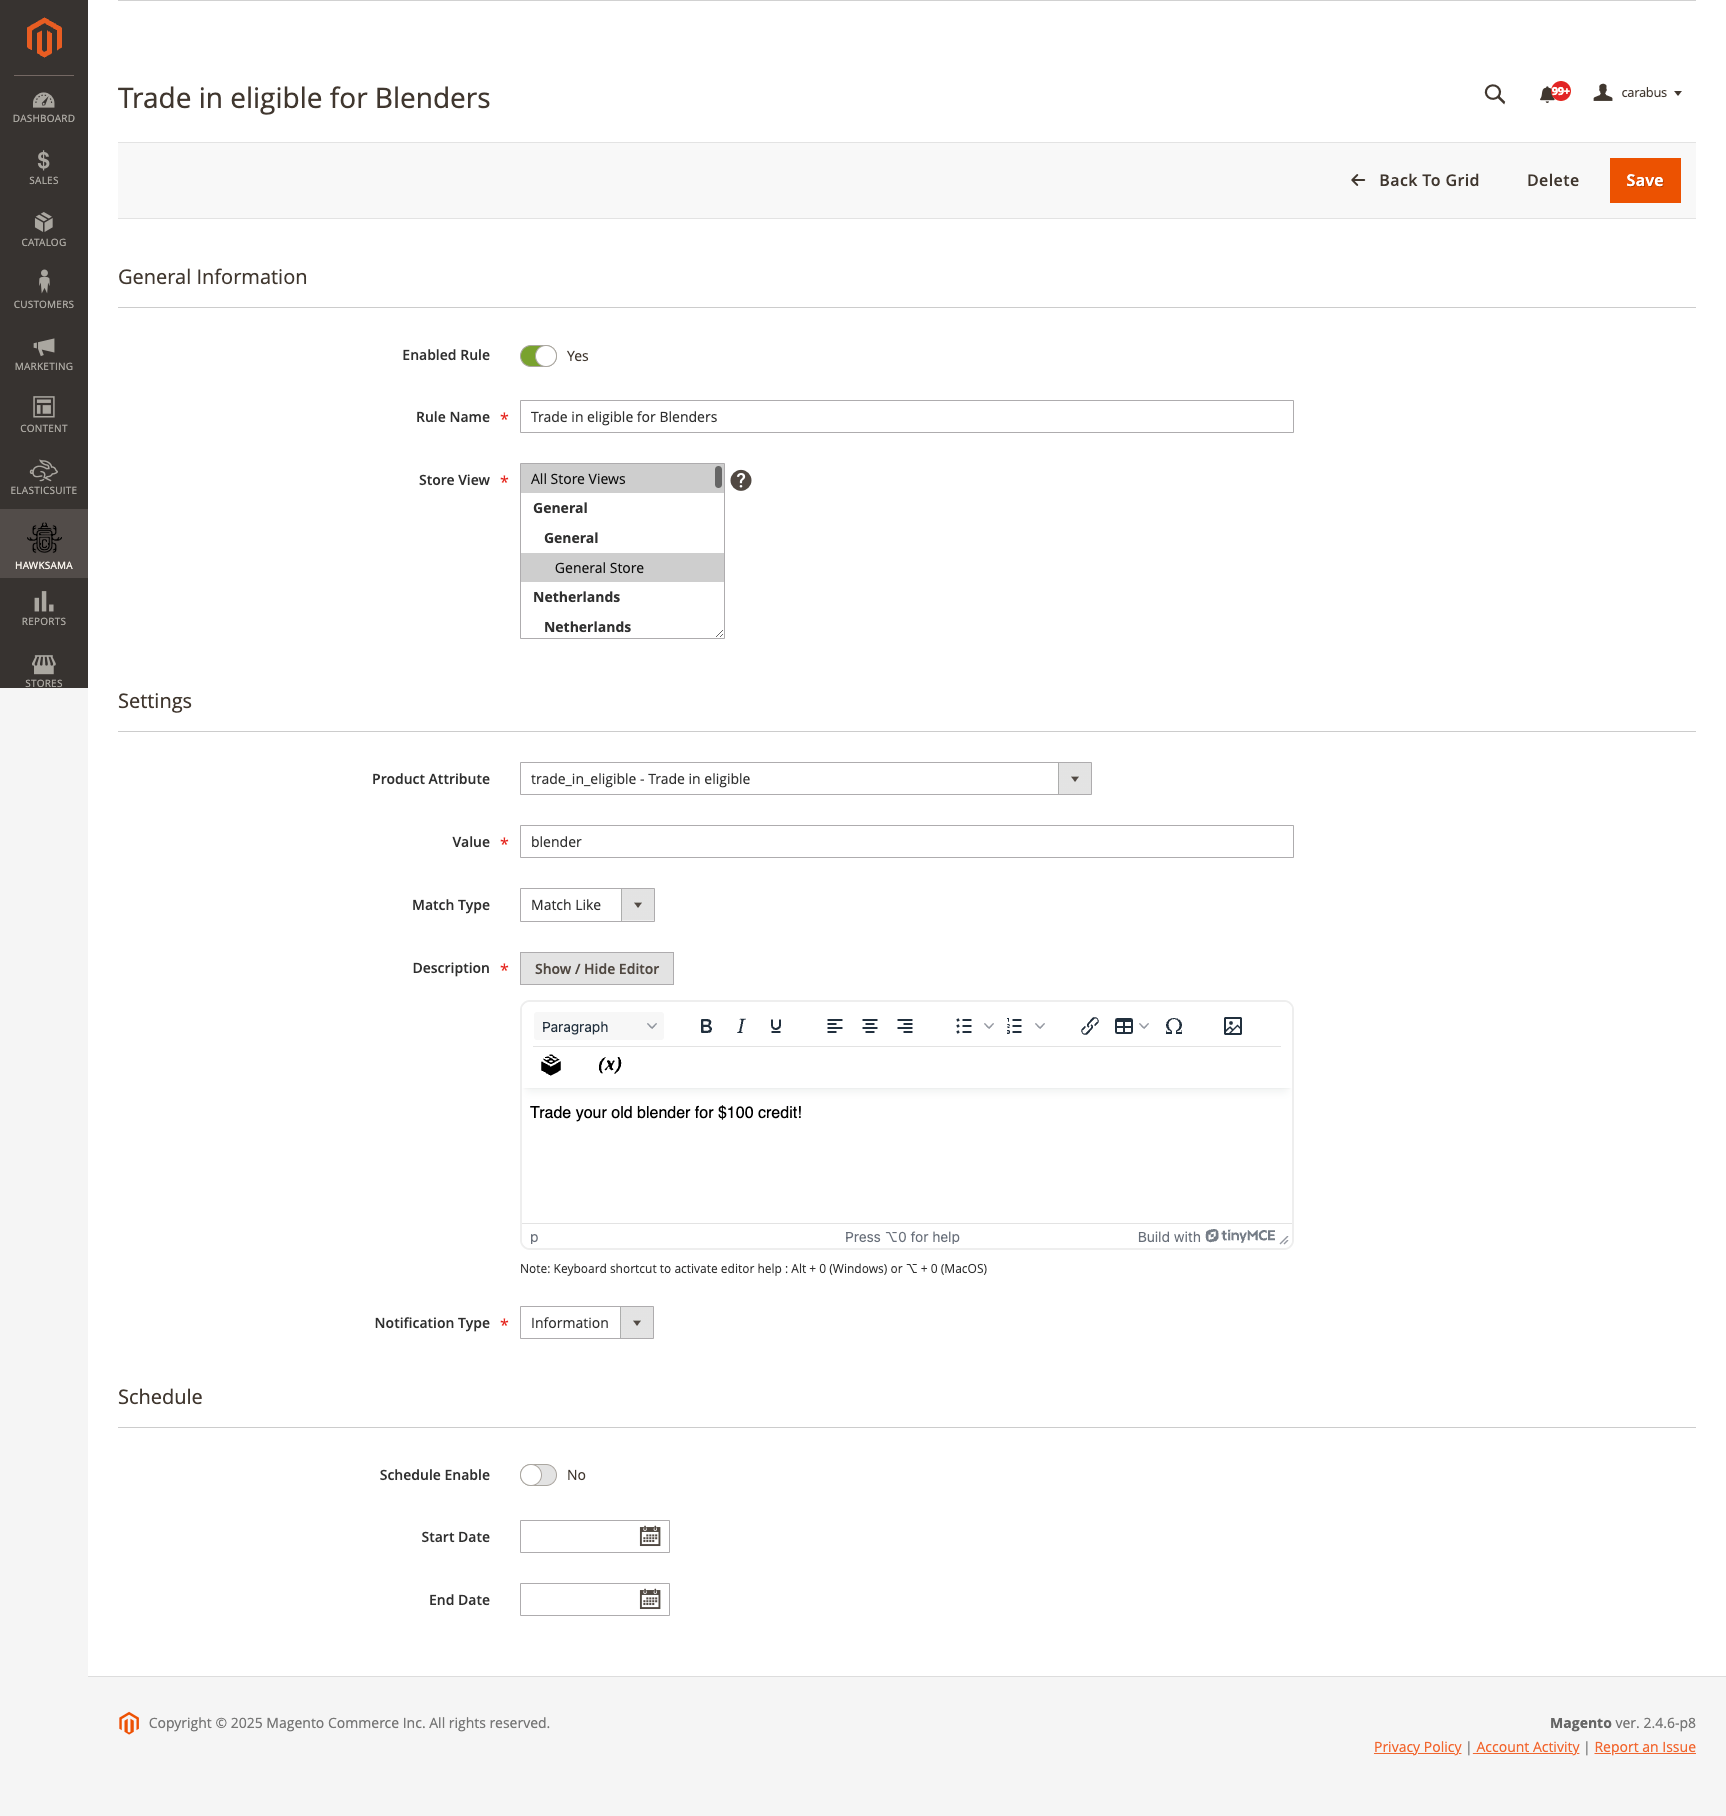 Trade in eligible for Blenders
99+
carabus
DASHBOARD
SALES
CATALOG
CUSTOMERS
MARKETING
CONTENT
ELASTICSUITE
HAWKSAMA
REPORTS
STORES
Back To Grid
Delete
Save
General Information
Enabled Rule
Yes
Rule Name *
Trade in eligible for Blenders
Store View *
All Store Views
General
General
General Store
Netherlands
Netherlands
?
Settings
Product Attribute
trade_in_eligible - Trade in eligible
Value *
blender
Match Type
Match Like
Description *
Show / Hide Editor
Paragraph
B I U
Ω
(x)
Trade your old blender for $100 credit!
p
Press ⌥0 for help
Build with tinyMCE
Note: Keyboard shortcut to activate editor help : Alt + 0 (Windows) or ⌥ + 0 (MacOS)
Notification Type *
Information
Schedule
Schedule Enable
No
Start Date
End Date
Copyright © 2025 Magento Commerce Inc. All rights reserved.
Magento ver. 2.4.6-p8
Privacy Policy | Account Activity | Report an Issue